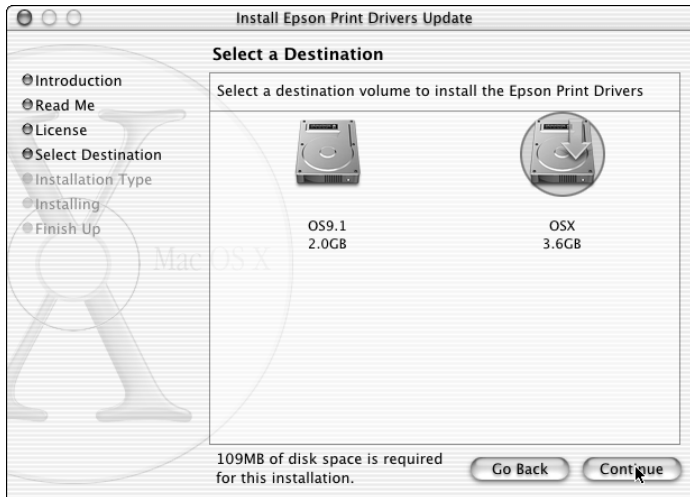 Install Epson Print Drivers Update
Select a Destination
Introduction
Read Me
License
Select Destination
Installation Type
Installing
Finish Up
Mac OS X
Select a destination volume to install the Epson Print Drivers
OS9.1
2.0GB
OSX
3.6GB
109MB of disk space is required
for this installation.
Go Back
Continue